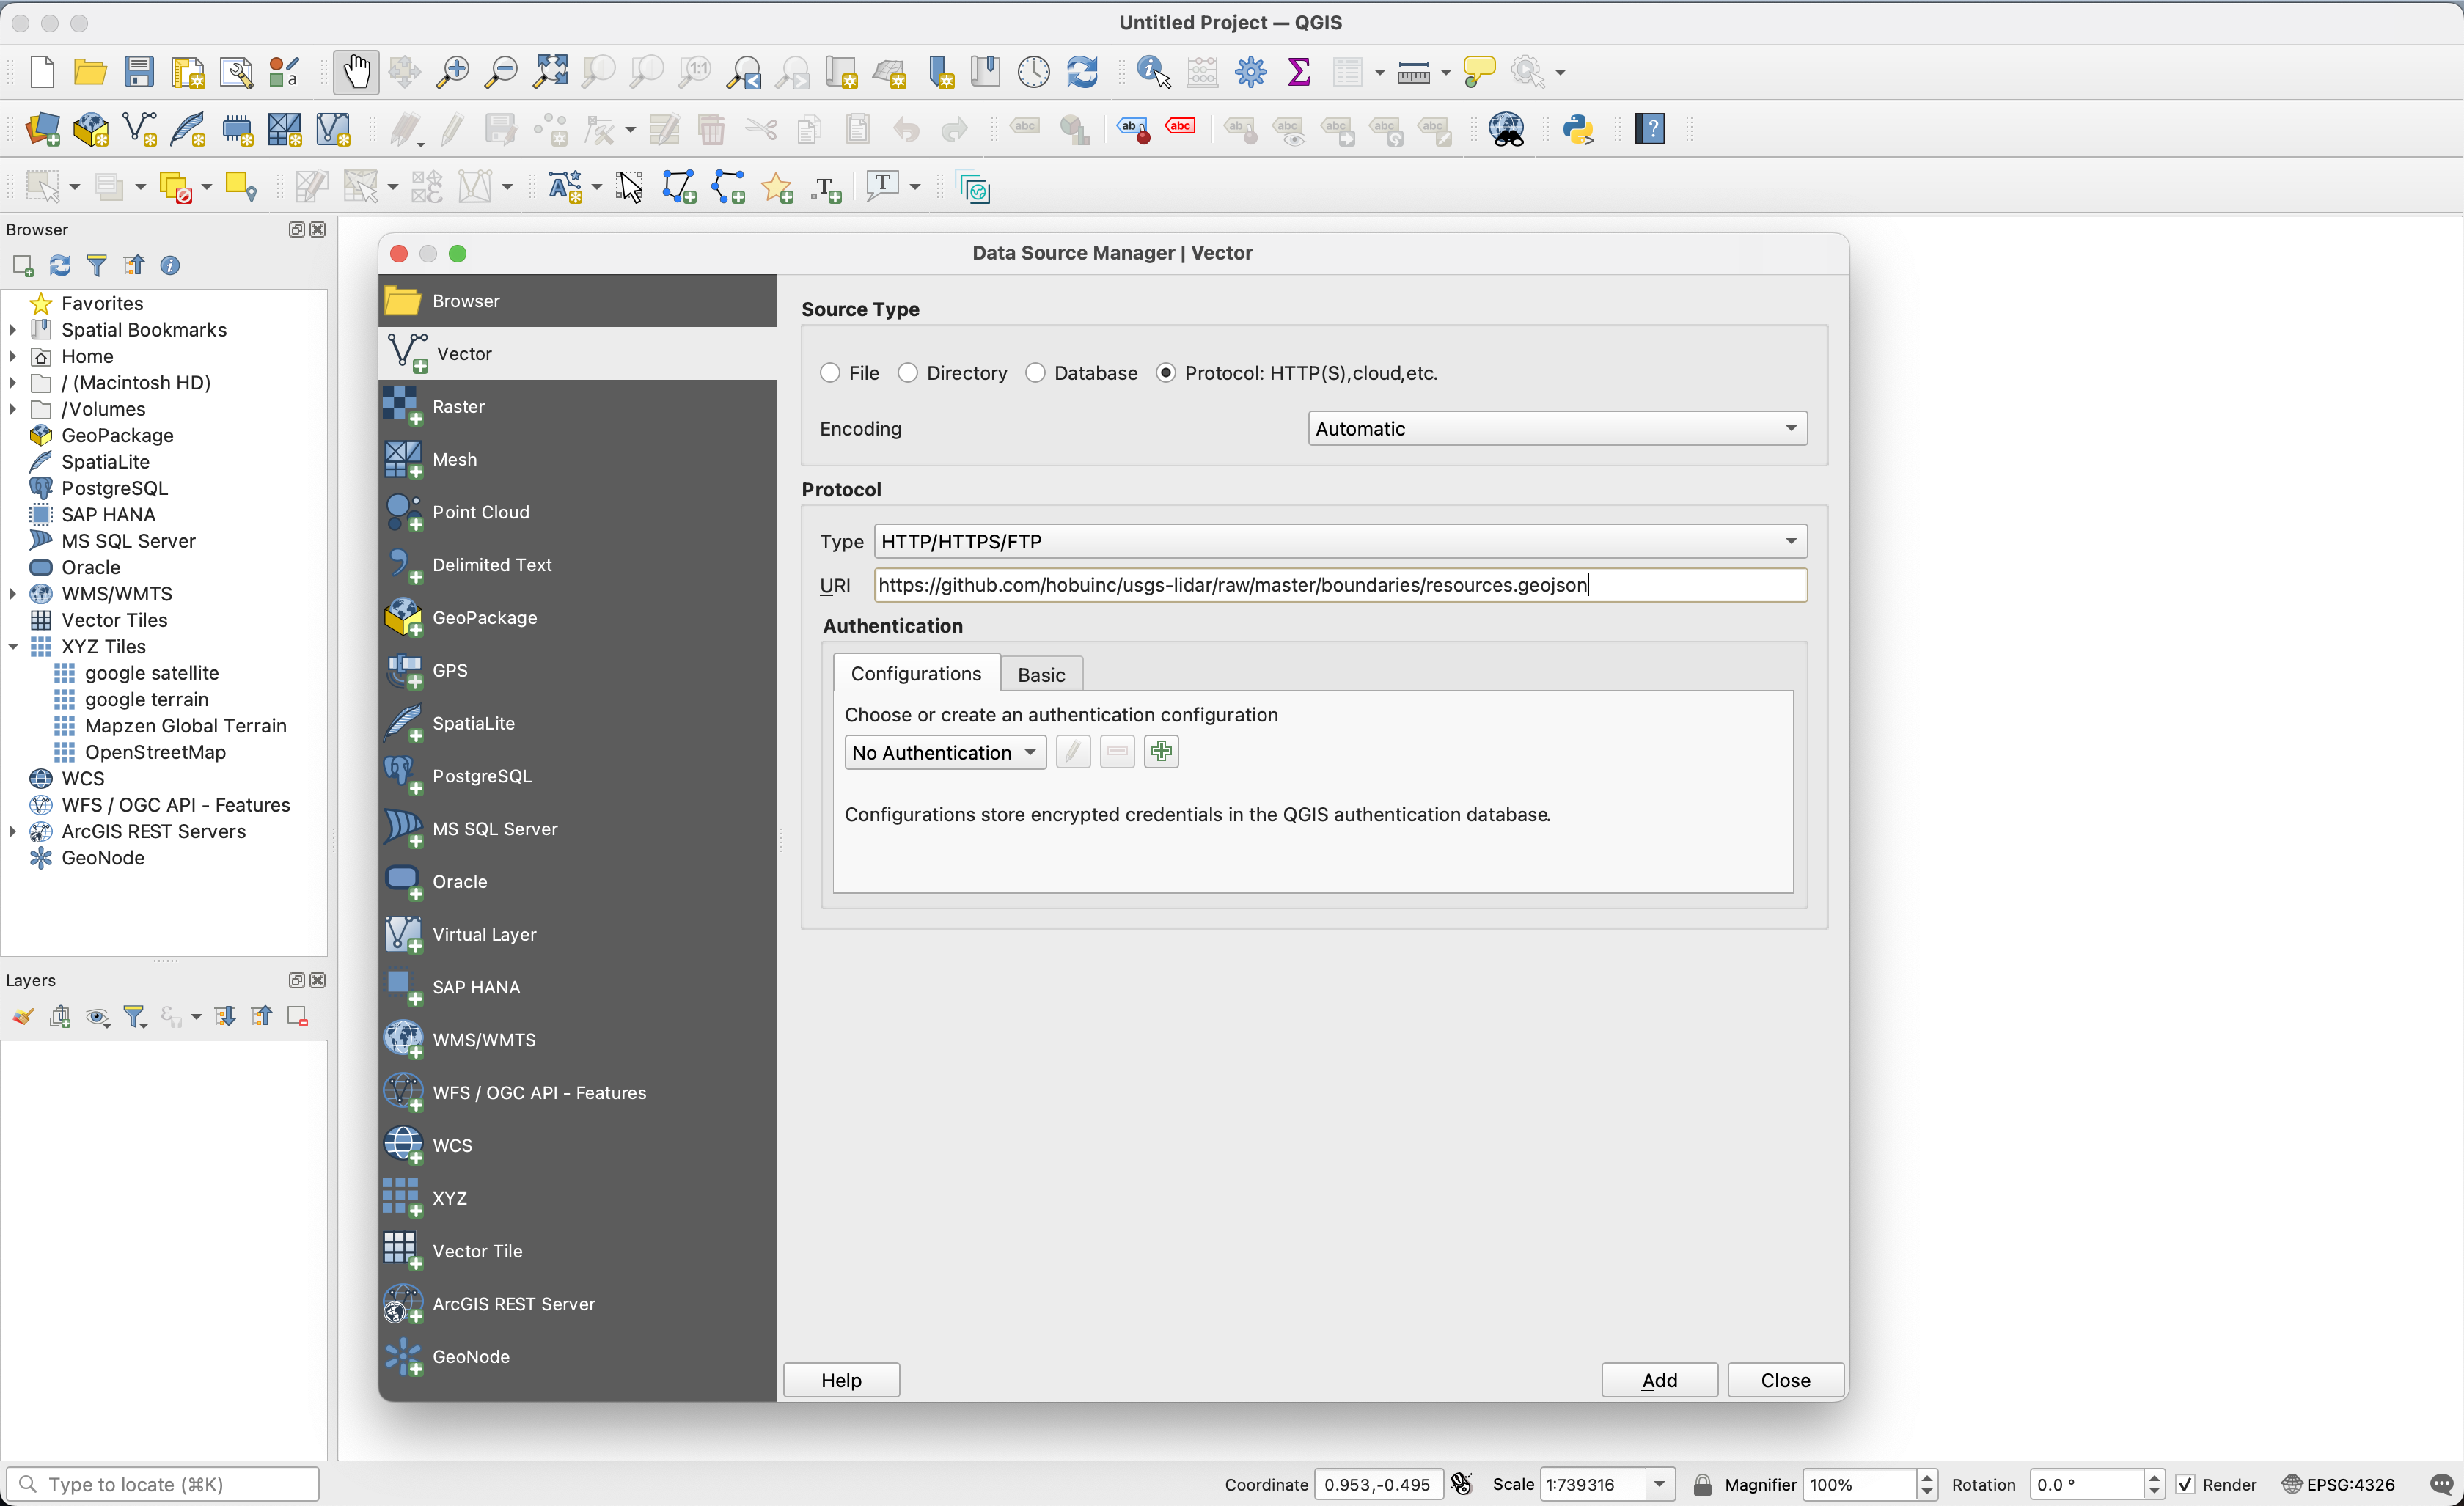 Untitled Project — QGIS
Browser
Favorites
Spatial Bookmarks
Home
/ (Macintosh HD)
/Volumes
GeoPackage
SpatiaLite
PostgreSQL
SAP HANA
MS SQL Server
Oracle
WMS/WMTS
Vector Tiles
XYZ Tiles
google satellite
google terrain
Mapzen Global Terrain
OpenStreetMap
WCS
WFS / OGC API - Features
ArcGIS REST Servers
GeoNode
Layers
Data Source Manager | Vector
Browser
Vector
Raster
Mesh
Point Cloud
Delimited Text
GeoPackage
GPS
SpatiaLite
PostgreSQL
MS SQL Server
Oracle
Virtual Layer
SAP HANA
WMS/WMTS
WFS / OGC API - Features
WCS
XYZ
Vector Tile
ArcGIS REST Server
GeoNode
Source Type
File Directory Database Protocol: HTTP(S),cloud,etc.
Encoding Automatic
Protocol
Type HTTP/HTTPS/FTP
URI https://github.com/hobuinc/usgs-lidar/raw/master/boundaries/resources.geojson
Authentication
Configurations Basic
Choose or create an authentication configuration
No Authentication
Configurations store encrypted credentials in the QGIS authentication database.
Help Add Close
Type to locate (⌘K) Coordinate 0.953,-0.495 Scale 1:739316 Magnifier 100% Rotation 0.0 ° Render EPSG:4326